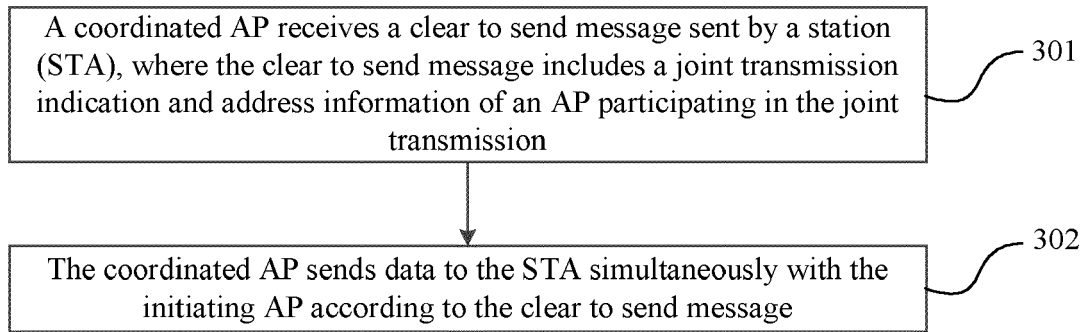 A coordinated AP receives a clear to send message sent by a station
(STA), where the clear to send message includes a joint transmission
indication and address information of an AP participating in the joint
transmission
301
The coordinated AP sends data to the STA simultaneously with the
initiating AP according to the clear to send message
302